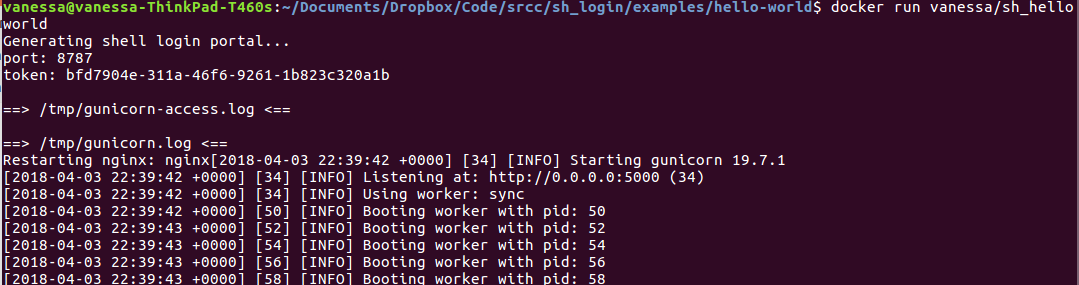 vanessa@vanessa-ThinkPad-T460s:~/Documents/Dropbox/Code/srcc/sh_login/examples/hello-world$ docker run vanessa/sh_hello
world
Generating shell login portal...
port: 8787
token: bfd7904e-311a-46f6-9261-1b823c320a1b
==> /tmp/gunicorn-access.log <==
==> /tmp/gunicorn.log <==
Restarting nginx: nginx[2018-04-03 22:39:42 +0000] [34] [INFO] Starting gunicorn 19.7.1
[2018-04-03 22:39:42 +0000] [34] [INFO] Listening at: http://0.0.0.0:5000 (34)
[2018-04-03 22:39:42 +0000] [34] [INFO] Using worker: sync
[2018-04-03 22:39:42 +0000] [50] [INFO] Booting worker with pid: 50
[2018-04-03 22:39:43 +0000] [52] [INFO] Booting worker with pid: 52
[2018-04-03 22:39:43 +0000] [54] [INFO] Booting worker with pid: 54
[2018-04-03 22:39:43 +0000] [56] [INFO] Booting worker with pid: 56
[2018-04-03 22:39:43 +0000] [58] [INFO] Booting worker with pid: 58